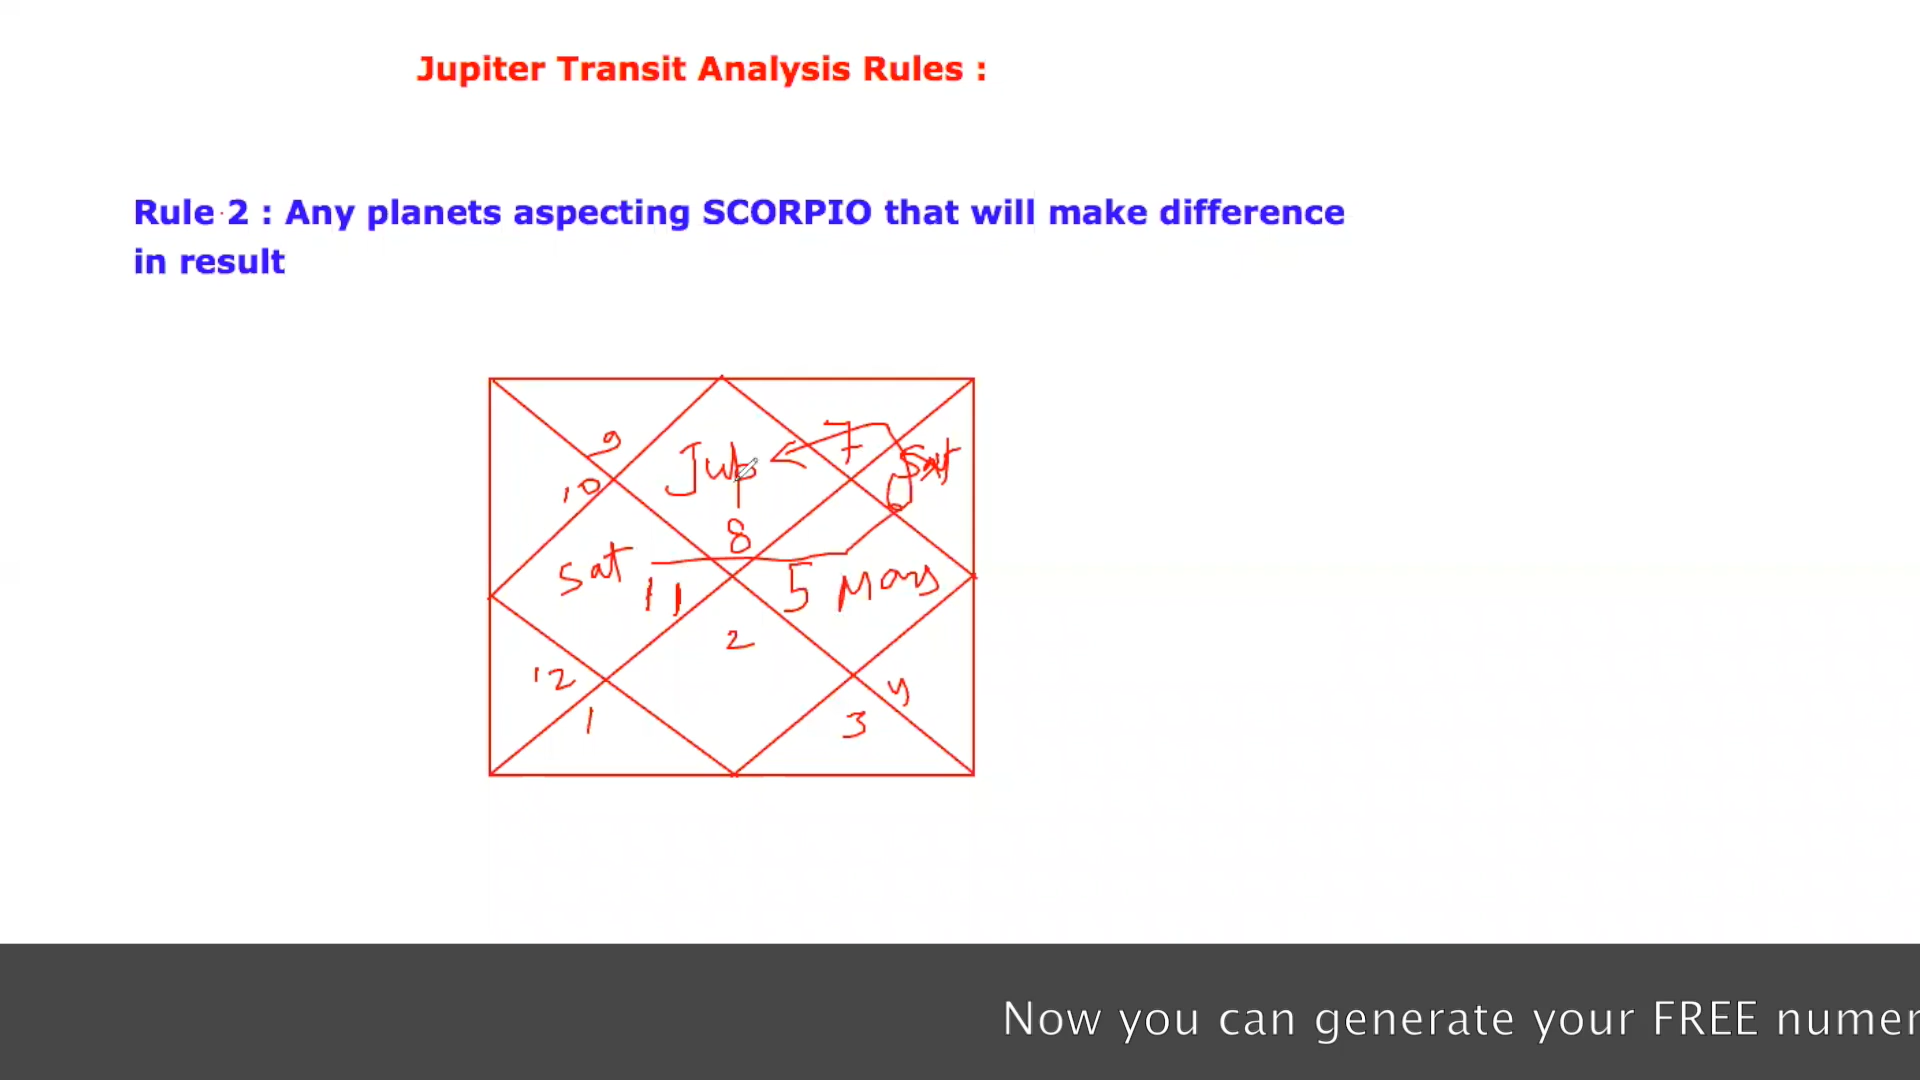 Jupiter Transit Analysis Rules :
Rule 2 : Any planets aspecting SCORPIO that will make difference
in result
9
7
Jup
Sat
10
8
Sat
11
5 Mars
2
12
4
1
3
Now you can generate your FREE numer